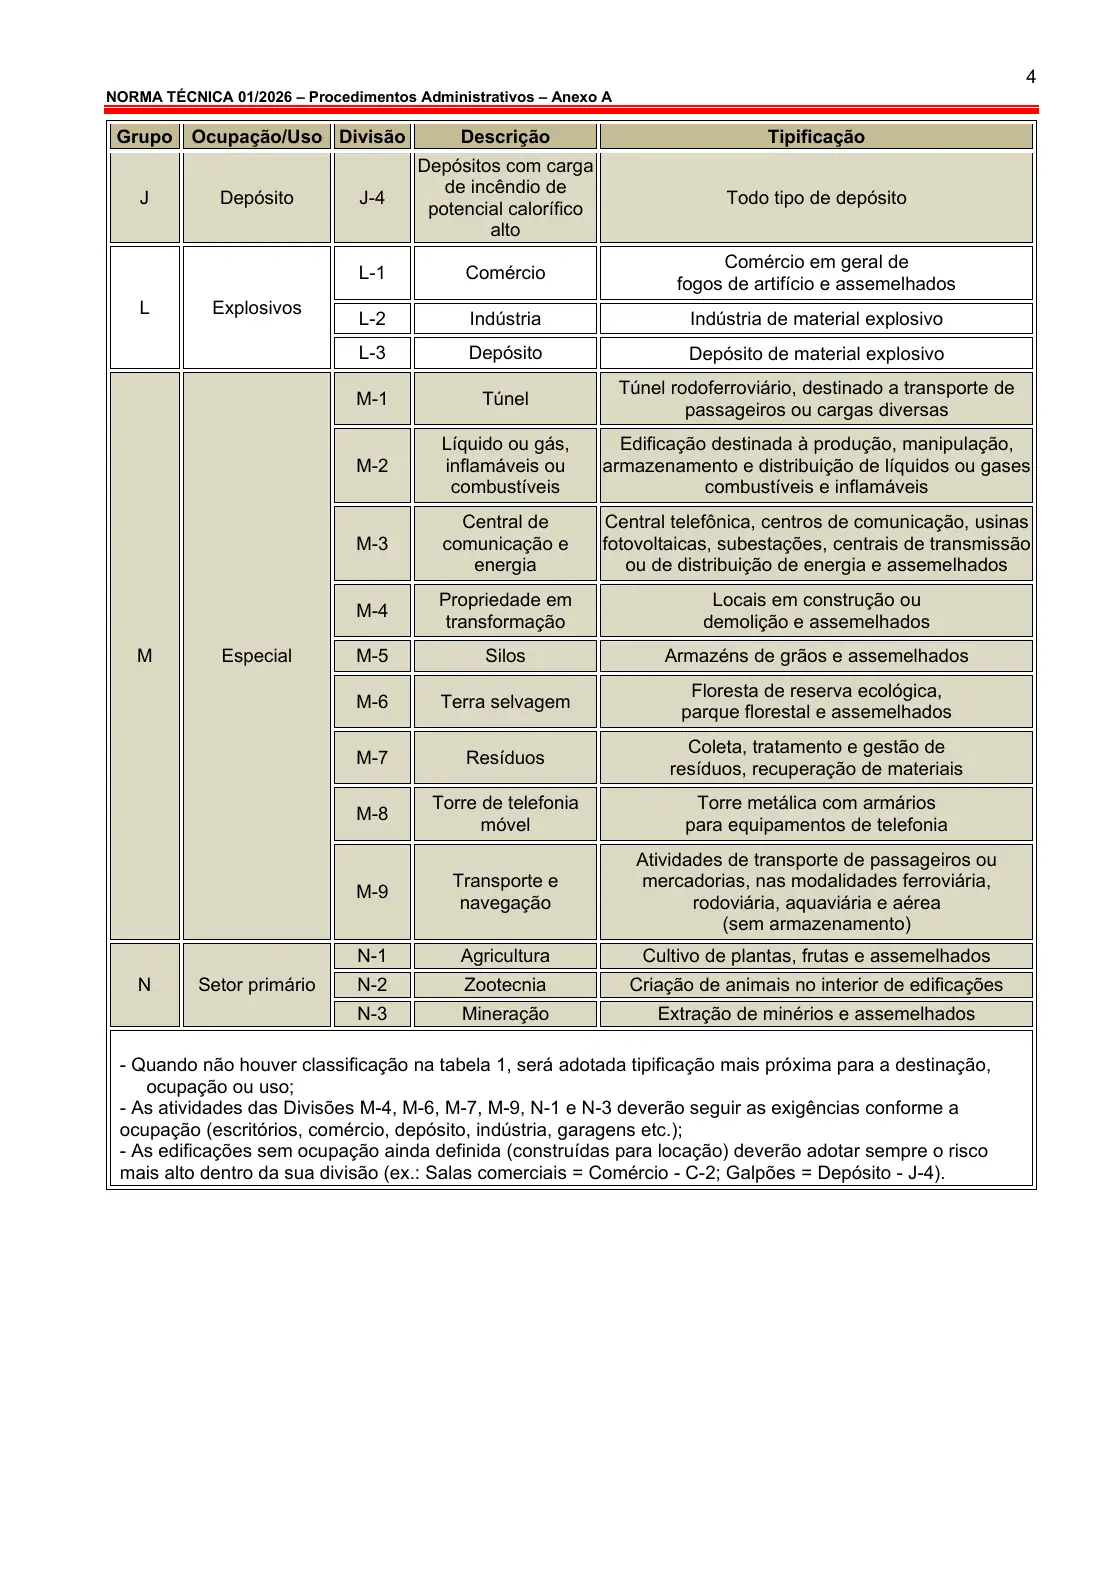 4
NORMA TÉCNICA 01/2026 – Procedimentos Administrativos – Anexo A
Grupo Ocupação/Uso Divisão Descrição Tipificação
J Depósito J-4 Depósitos com carga
de incêndio de
potencial calorífico
alto
Todo tipo de depósito
L Explosivos
L-1 Comércio Comércio em geral de
fogos de artifício e assemelhados
L-2 Indústria Indústria de material explosivo
L-3 Depósito Depósito de material explosivo
M Especial
M-1 Túnel Túnel rodoferroviário, destinado a transporte de
passageiros ou cargas diversas
M-2 Líquido ou gás,
inflamáveis ou
combustíveis
Edificação destinada à produção, manipulação,
armazenamento e distribuição de líquidos ou gases
combustíveis e inflamáveis
M-3 Central de
comunicação e
energia
Central telefônica, centros de comunicação, usinas
fotovoltaicas, subestações, centrais de transmissão
ou de distribuição de energia e assemelhados
M-4 Propriedade em
transformação
Locais em construção ou
demolição e assemelhados
M-5 Silos Armazéns de grãos e assemelhados
M-6 Terra selvagem Floresta de reserva ecológica,
parque florestal e assemelhados
M-7 Resíduos Coleta, tratamento e gestão de
resíduos, recuperação de materiais
M-8 Torre de telefonia
móvel
Torre metálica com armários
para equipamentos de telefonia
M-9 Transporte e
navegação
Atividades de transporte de passageiros ou
mercadorias, nas modalidades ferroviária,
rodoviária, aquaviária e aérea
(sem armazenamento)
N Setor primário
N-1 Agricultura Cultivo de plantas, frutas e assemelhados
N-2 Zootecnia Criação de animais no interior de edificações
N-3 Mineração Extração de minérios e assemelhados
- Quando não houver classificação na tabela 1, será adotada tipificação mais próxima para a destinação,
ocupação ou uso;
- As atividades das Divisões M-4, M-6, M-7, M-9, N-1 e N-3 deverão seguir as exigências conforme a
ocupação (escritórios, comércio, depósito, indústria, garagens etc.);
- As edificações sem ocupação ainda definida (construídas para locação) deverão adotar sempre o risco
mais alto dentro da sua divisão (ex.: Salas comerciais = Comércio - C-2; Galpões = Depósito - J-4).